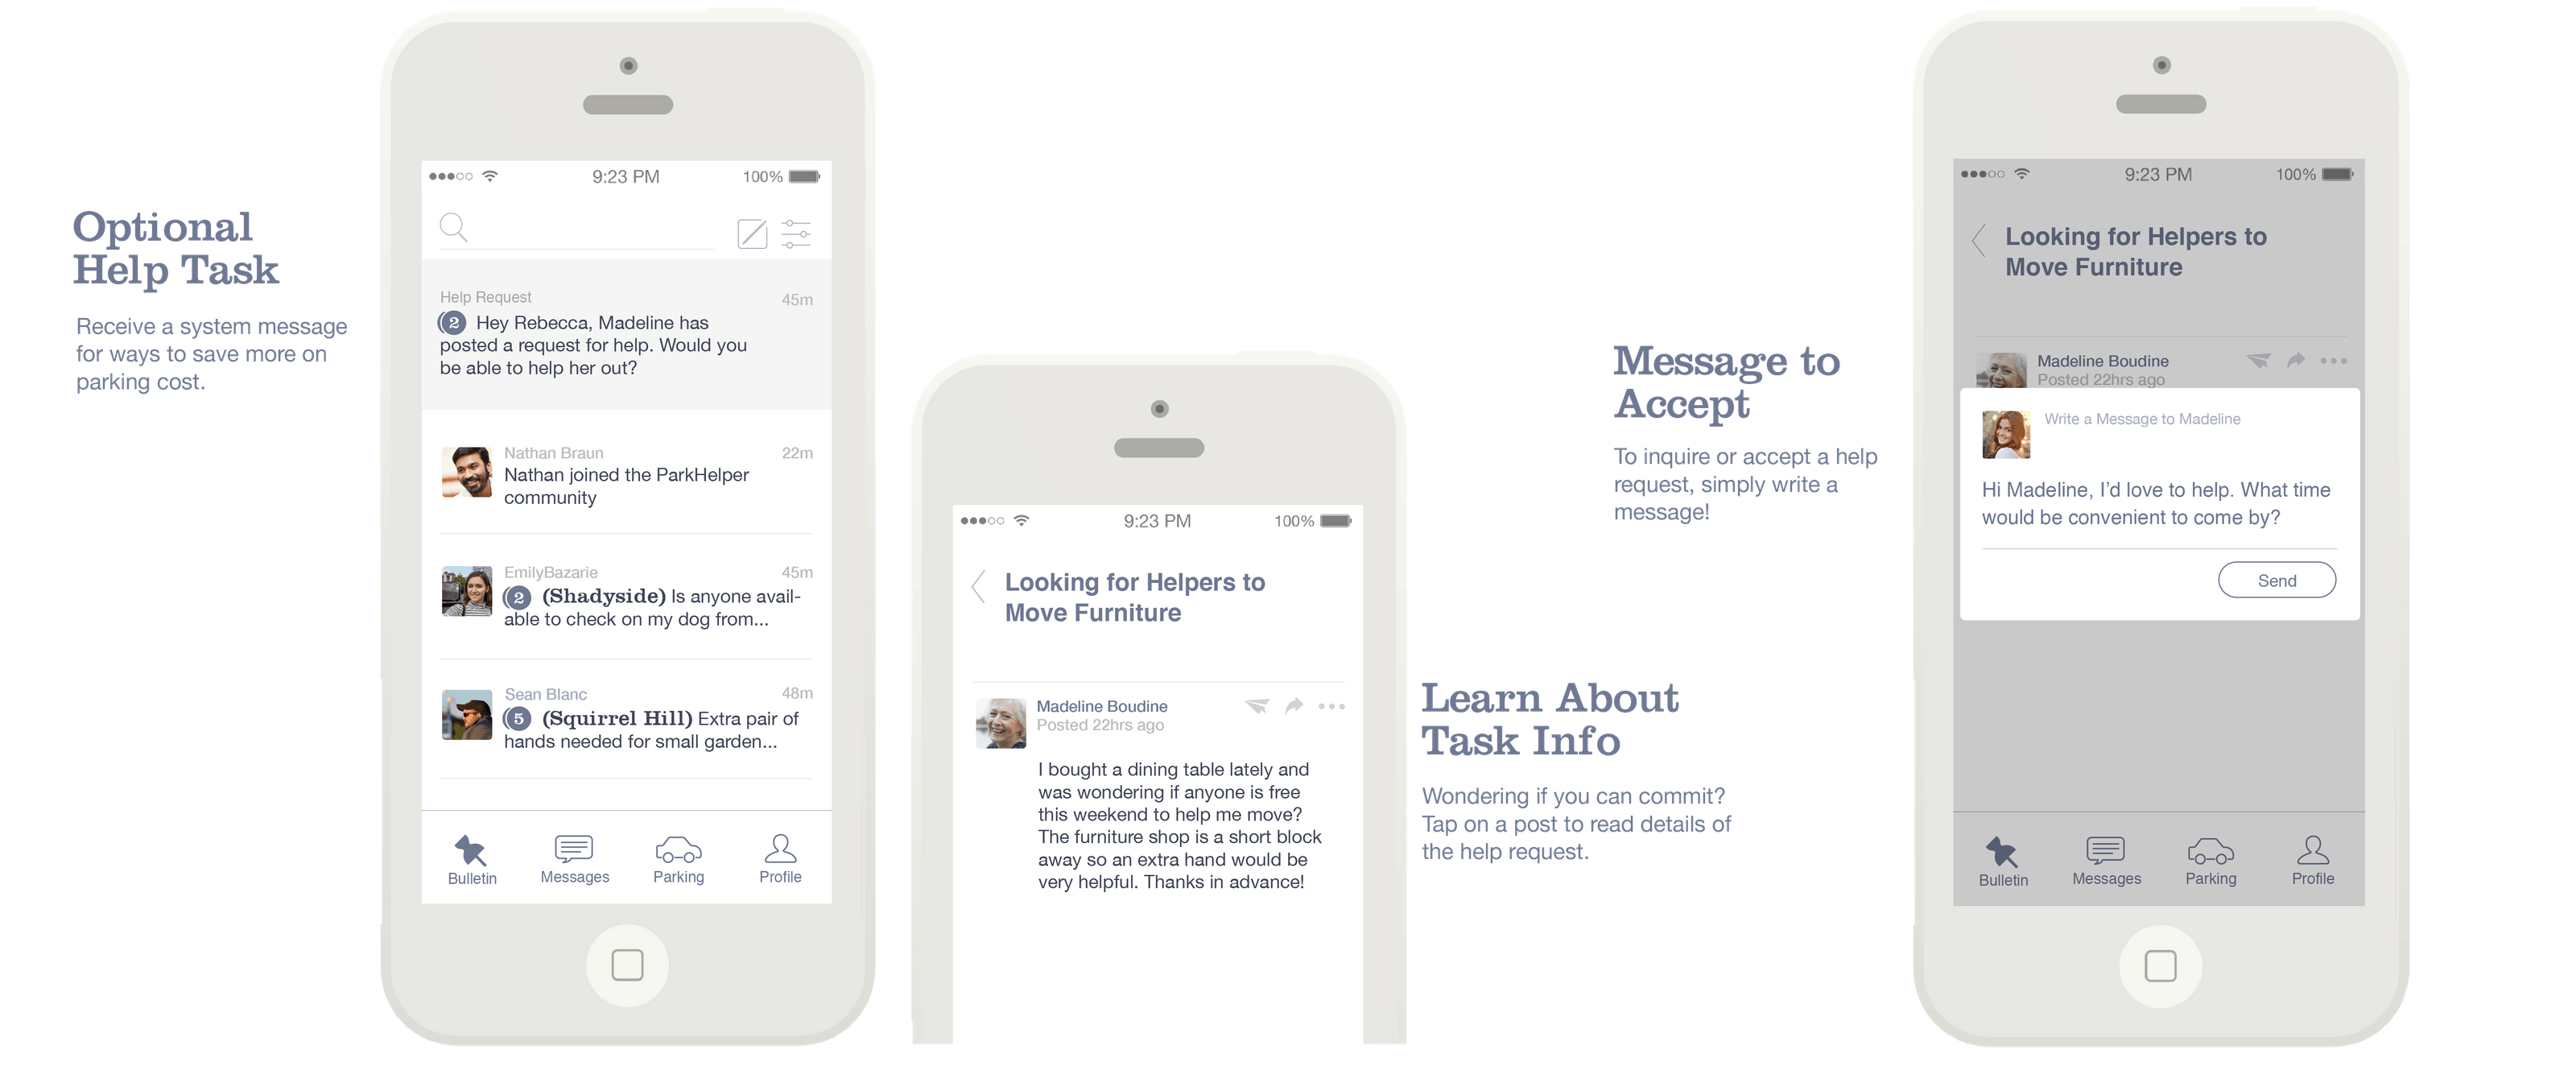 Optional
Help Task
Receive a system message
for ways to save more on
parking cost.
9:23 PM
100%
Help Request
45m
2 Hey Rebecca, Madeline has
posted a request for help. Would you
be able to help her out?
Nathan Braun
22m
Nathan joined the ParkHelper
community
EmilyBazarie
45m
2 (Shadyside) Is anyone avail-
able to check on my dog from...
Sean Blanc
48m
5 (Squirrel Hill) Extra pair of
hands needed for small garden...
Bulletin
Messages
Parking
Profile
9:23 PM
100%
Looking for Helpers to
Move Furniture
Madeline Boudine
Posted 22hrs ago
I bought a dining table lately and
was wondering if anyone is free
this weekend to help me move?
The furniture shop is a short block
away so an extra hand would be
very helpful. Thanks in advance!
Learn About
Task Info
Wondering if you can commit?
Tap on a post to read details of
the help request.
Message to
Accept
To inquire or accept a help
request, simply write a
message!
9:23 PM
100%
Looking for Helpers to
Move Furniture
Madeline Boudine
Posted 22hrs ago
Write a Message to Madeline
Hi Madeline, I'd love to help. What time
would be convenient to come by?
Send
Bulletin
Messages
Parking
Profile